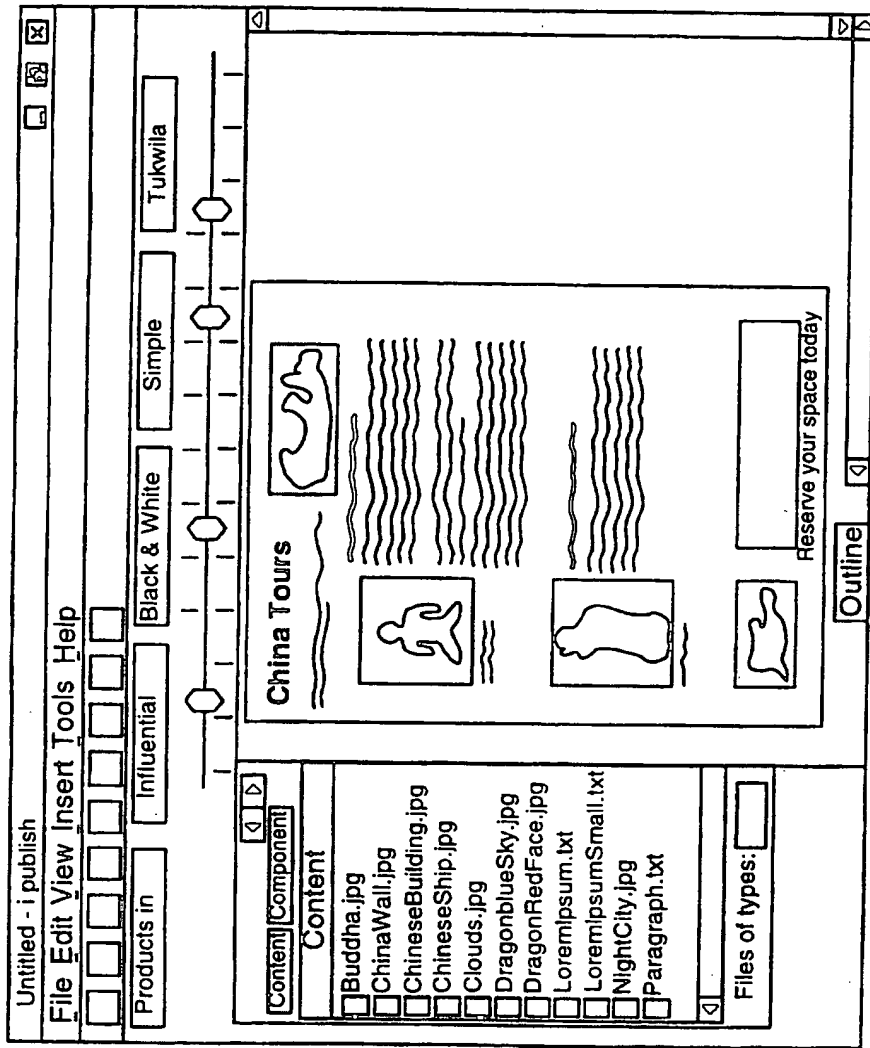 Untitled - i publish
File Edit View Insert Tools Help
Products in Influential Black & White Simple Tukwila
Content Component
Content
Buddha.jpg
ChinaWall.jpg
ChineseBuilding.jpg
ChineseShip.jpg
Clouds.jpg
DragonblueSky.jpg
DragonRedFace.jpg
LoremIpsum.txt
LoremIpsumSmall.txt
NightCity.jpg
Paragraph.txt
Files of types:
China Tours
Reserve your space today
Outline